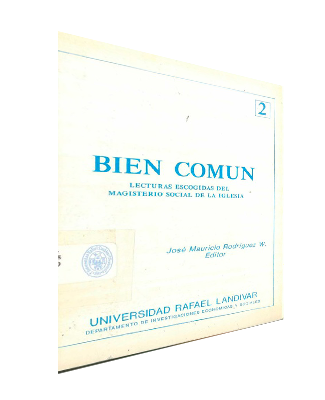 2
BIEN COMUN
LECTURAS ESCOGIDAS DEL
MAGISTERIO SOCIAL DE LA IGLESIA
José Mauricio Rodríguez W.
Editor
UNIVERSIDAD RAFAEL LANDIVAR
DEPARTAMENTO DE INVESTIGACIONES ECONOMICAS Y SOCIALES